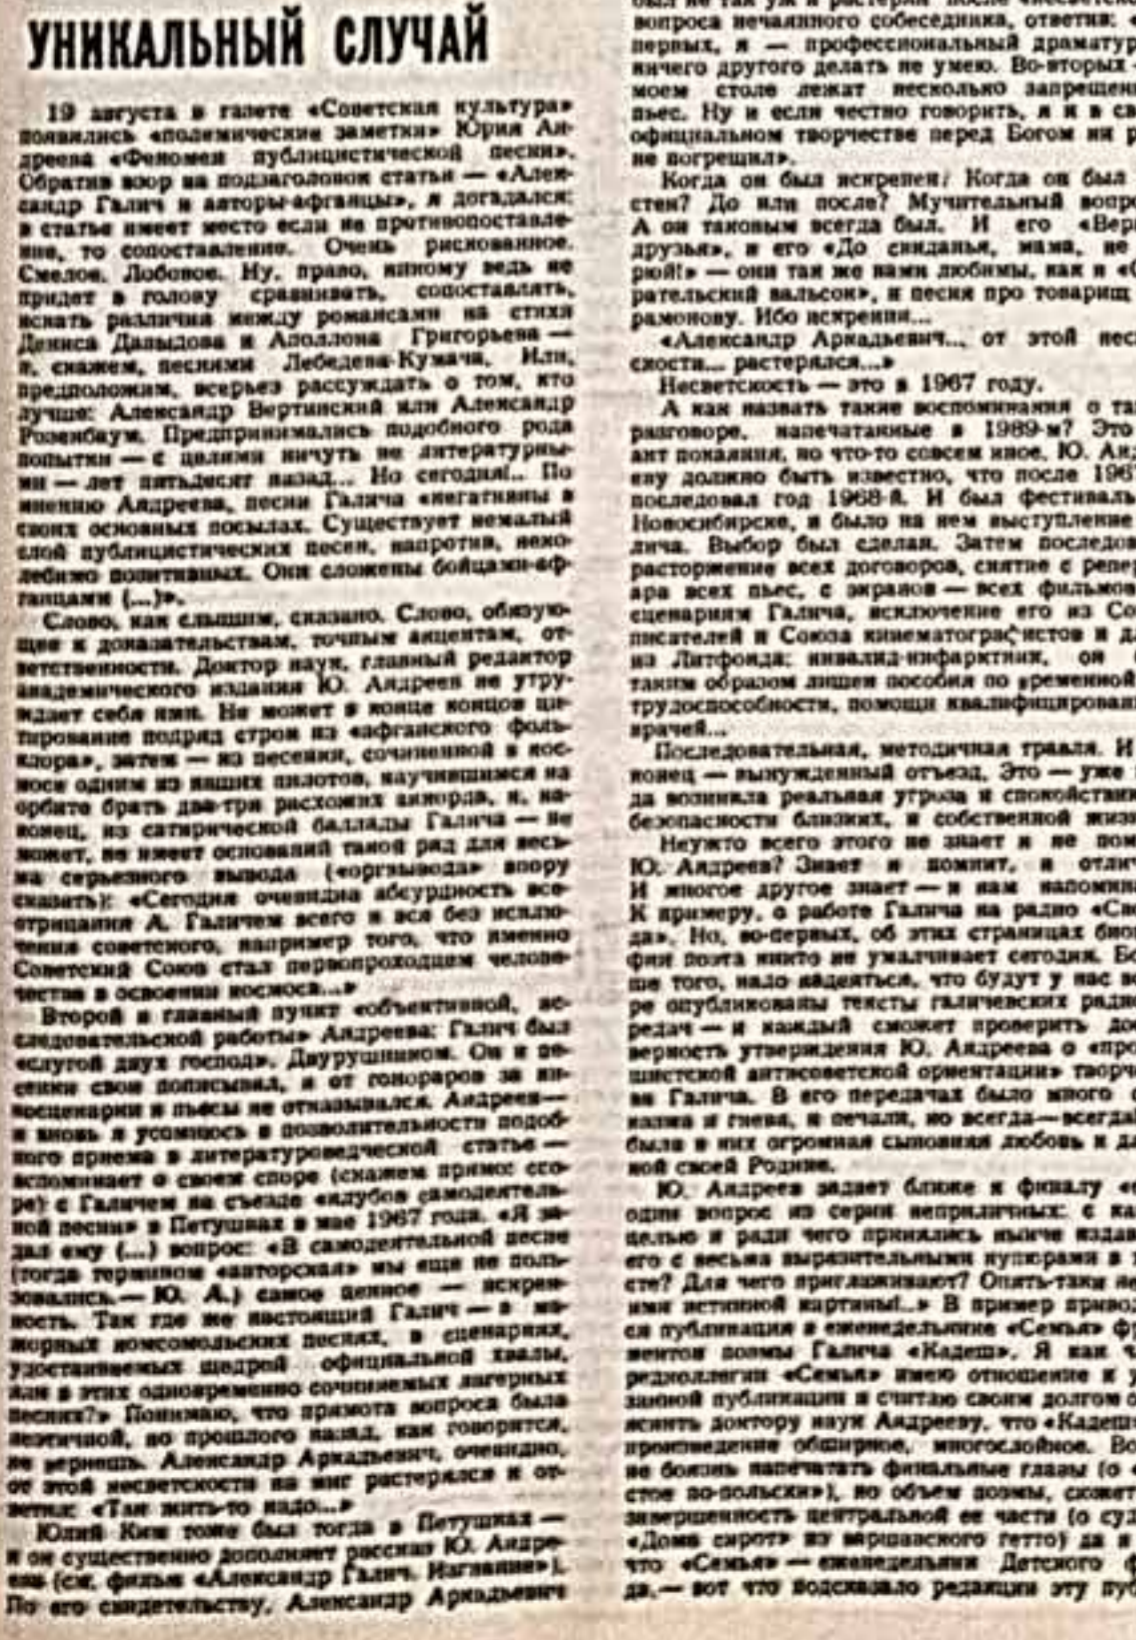 УНИКАЛЬНЫЙ СЛУЧАЙ
19 августа в газете «Советская культура»
появились «полемические заметки» Юрия Ан-
дреева «Феномен публицистической песни».
Обратив взор на подзаголовок статьи — «Алек-
сандр Галич и авторы-афганцы», я догадался:
в статье имеет место если не противопоставле-
ние, то сопоставление. Очень рискованное.
Смелое. Лобовое. Ну, право, никому ведь не
придет в голову сравнивать, сопоставлять,
искать различия между романсами на стихи
Дениса Давыдова и Аполлона Григорьева —
и, скажем, песнями Лебедева-Кумача. Или,
предположим, всерьез рассуждать о том, кто
лучше: Александр Вертинский или Александр
Розенбаум. Предпринимались подобного рода
попытки — с целями ничуть не литературны-
ми — лет пятьдесят назад... Но сегодня!.. По
мнению Андреева, песни Галича «негативны в
своих основных посылах. Существует немалый
слой публицистических песен, напротив, неко-
лебимо позитивных. Они сложены бойцами-аф-
ганцами (...)».
Слово, как слышим, сказано. Слово, обязую-
щее к доказательствам, точным акцентам, от-
ветственности. Доктор наук, главный редактор
академического издания Ю. Андреев не утру-
ждает себя ими. Не может в конце концов ци-
тирование подряд строк из «афганского фоль-
клора», затем — из песенки, сочиненной в кос-
мосе одним из наших пилотов, научившимся на
орбите брать два-три расхожих аккорда, и, на-
конец, из сатирической баллады Галича — не
может, не имеет оснований такой ряд для весь-
ма серьезного вывода («оргвывода» впору
сказать): «Сегодня очевидна абсурдность все-
отрицания А. Галичем всего и вся без исклю-
чения советского, например того, что именно
Советский Союз стал первопроходцем челове-
чества в освоении космоса...»
Второй и главный пункт «объективной, ис-
следовательской работы» Андреева: Галич был
«слугой двух господ». Двурушником. Он и пе-
сенки свои пописывал, и от гонораров за ки-
носценарии и пьесы не отказывался. Андреев —
и вновь я усомнюсь в позволительности подоб-
ного приема в литературоведческой статье —
вспоминает о своем споре (скажем прямо: ссо-
ре) с Галичем на съезде «клубов самодеятель-
ной песни» в Петушках в мае 1967 года. «Я за-
дал ему (...) вопрос: «В самодеятельной песне
(тогда термином «авторская» мы еще не поль-
зовались.— Ю. А.) самое ценное — искрен-
ность. Так где же настоящий Галич — в ма-
жорных комсомольских песнях, в сценариях,
удостаиваемых щедрой официальной хвалы,
или в этих одновременно сочиняемых лагерных
песнях?» Понимаю, что прямота вопроса была
неэтичной, но прошлого назад, как говорится,
не вернешь. Александр Аркадьевич, очевидно,
от этой несветскости на миг растерялся и от-
ветил: «Так жить-то надо...»
Юлий Ким тоже был тогда в Петушках —
и он существенно дополняет рассказ Ю. Андре-
ева (см. фильм «Александр Галич. Изгнание»).
По его свидетельству, Александр Аркадьевич
был не так уж и растерян после
вопроса нечаянного собеседника, ответив:
первых, я — профессиональный драматур
ничего другого делать не умею. Во-вторых
моем столе лежат несколько запрещен
пьес. Ну и если честно говорить, я и в св
официальном творчестве перед Богом ни р
не погрешил».
Когда он был искренен? Когда он был
стен? До или после? Мучительный вопро
А он таковым всегда был. И его «Вер
друзья», и его «До свиданья, мама, не
рюй!» — они так же нами любимы, как и «С
рательский вальсок», и песня про товарищ
рамонову. Ибо искренни...
«Александр Аркадьевич... от этой нес
скости... растерялся...»
Несветскость — это в 1967 году.
А как назвать такие воспоминания о та
разговоре, напечатанные в 1989-м? Это
ант покаяния, но что-то совсем иное. Ю. Анд
еву должно быть известно, что после 196
последовал год 1968-й. И был фестиваль
Новосибирске, и было на нем выступление
лича. Выбор был сделан. Затем последов
расторжение всех договоров, снятие с репер
ара всех пьес, с экранов — всех фильмов
сценариям Галича, исключение его из Со
писателей и Союза кинематографистов и да
из Литфонда: инвалид-инфарктник, он
таким образом лишен пособия по временной
трудоспособности, помощи квалифицирован
врачей...
Последовательная, методичная травля. И
конец — вынужденный отъезд. Это — уже
да возникла реальная угроза и спокойствию
безопасности близких, и собственной жизн
Неужто всего этого не знает и не пом
Ю. Андреев? Знает и помнит, и отлич
И многое другое знает — и нам напомина
К примеру, о работе Галича на радио «Сво
да». Но, во-первых, об этих страницах биог
фии поэта никто не умалчивает сегодня. Бо
ше того, надо надеяться, что будут у нас вс
ре опубликованы тексты галичевских радио
редач — и каждый сможет проверить дос
верность утверждения Ю. Андреева о «про
шистской антисоветской ориентации» творч
ва Галича. В его передачах было много с
казма и гнева, и печали, но всегда—всегда!
была в них огромная сыновняя любовь к да
ной своей Родине.
Ю. Андреев задает ближе к финалу «е
один вопрос из серии неприличных: с ка
целью и ради чего принялись нынче издав
его с весьма выразительными купюрами в т
сте? Для чего приглаживают? Опять-таки не
ими истинной картины!..» В пример привод
ся публикация в еженедельнике «Семья» фр
ментов поэмы Галича «Кадеш». Я как ч
редколлегии «Семьи» имею отношение к у
занной публикации и считаю своим долгом о
яснить доктору наук Андрееву, что «Кадеш»
произведение обширное, многослойное. Во
не боязнь напечатать финальные главы (о «
стое по-польски»), но объем поэмы, сюжет
завершенность центральной ее части (о суд
«Дома сирот» из варшавского гетто) да и
что «Семья» — еженедельник Детского ф
да,— вот что подсказало редакции эту пуб